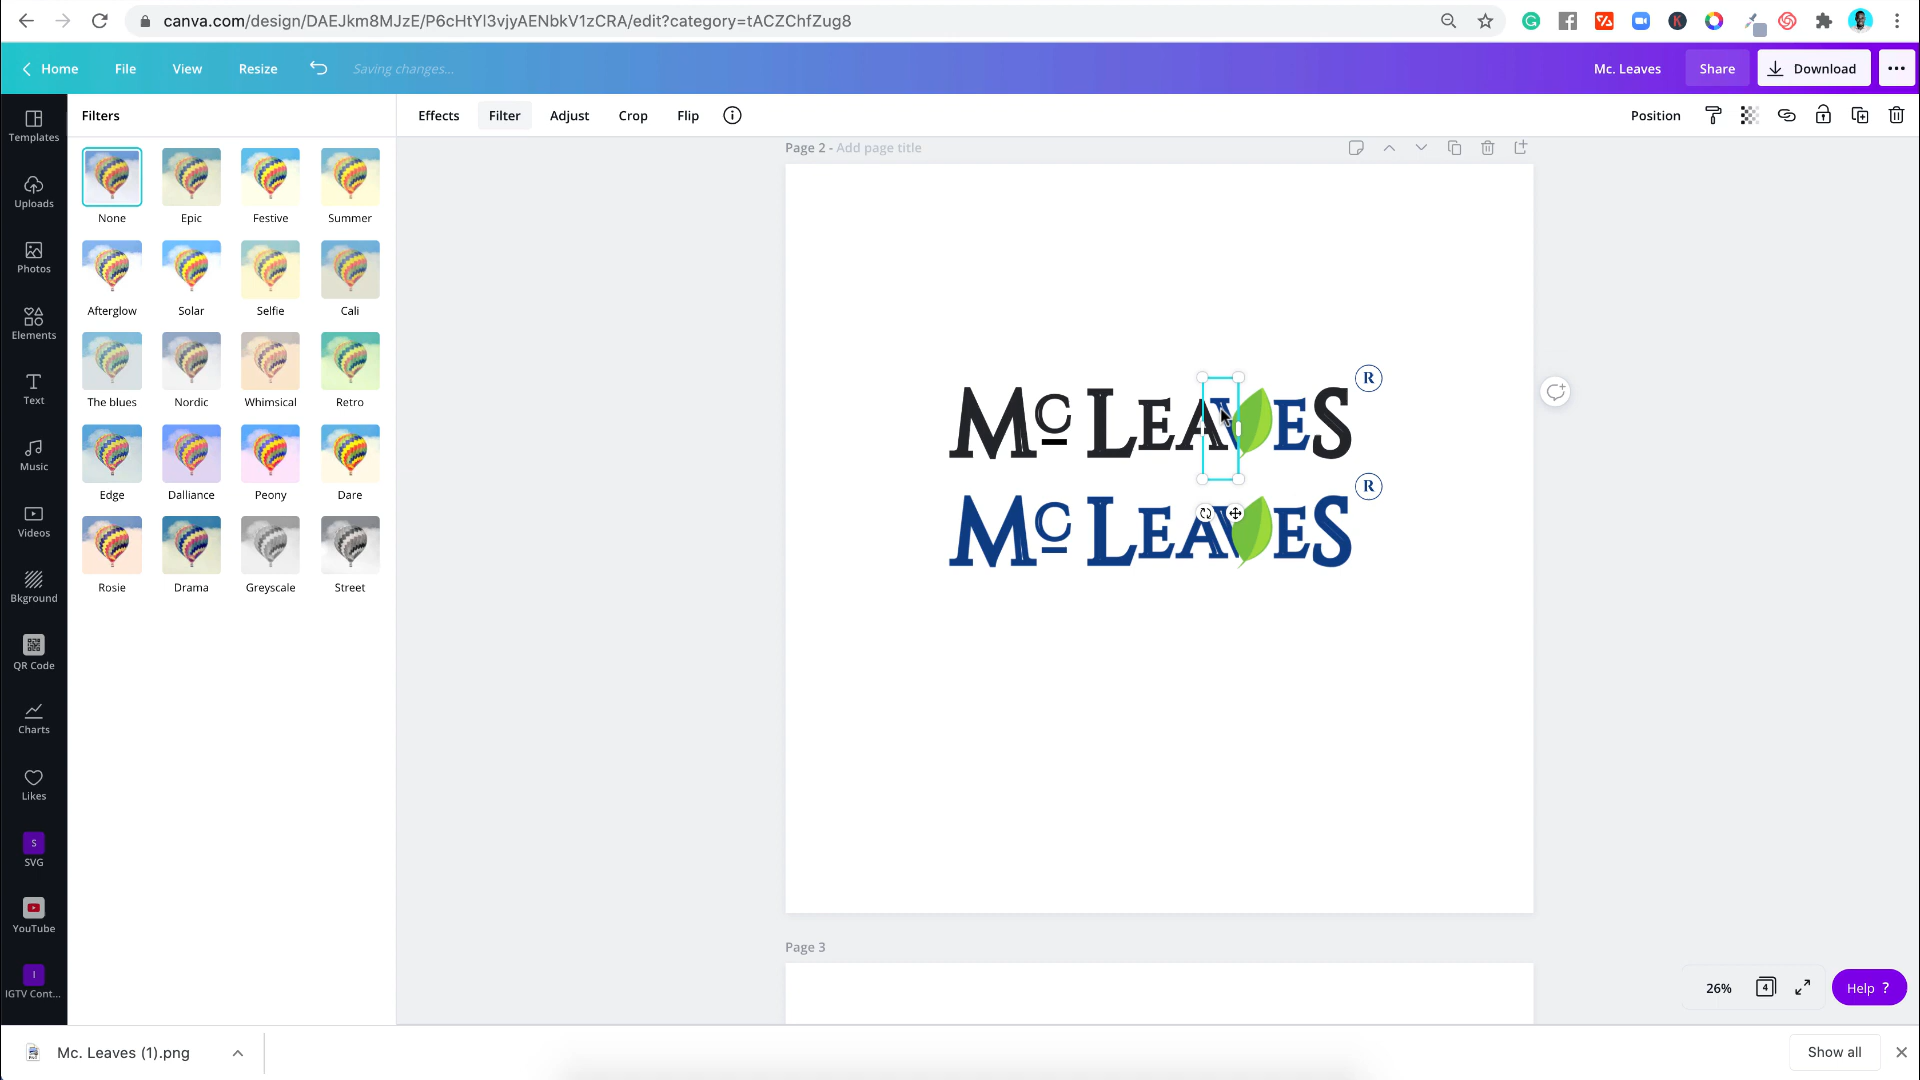 canva.com/design/DAEJkm8MJzE/P6cHtYl3vjyAENbkV1zCRA/edit?category=tACZChfZug8
Home File View Resize Saving changes... Mc. Leaves Share Download
Filters Effects Filter Adjust Crop Flip Position
Templates
Uploads
Photos
Elements
Text
Music
Videos
Bkground
QR Code
Charts
Likes
S
SVG
YouTube
I
IGTV Cont...
None Epic Festive Summer
Afterglow Solar Selfie Cali
The blues Nordic Whimsical Retro
Edge Dalliance Peony Dare
Rosie Drama Greyscale Street
Page 2 - Add page title
Mc LEAVES R
Mc LEAVES R
Page 3
26% 4 Help ?
Mc. Leaves (1).png Show all